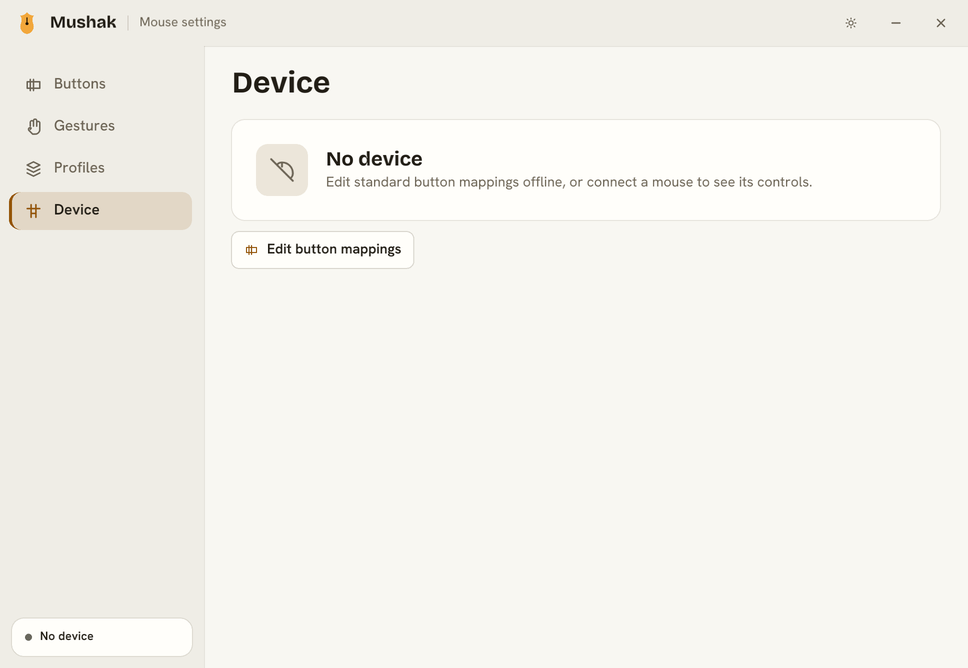 Mushak
Mouse settings
Buttons
Gestures
Profiles
Device
Device
No device
Edit standard button mappings offline, or connect a mouse to see its controls.
Edit button mappings
No device